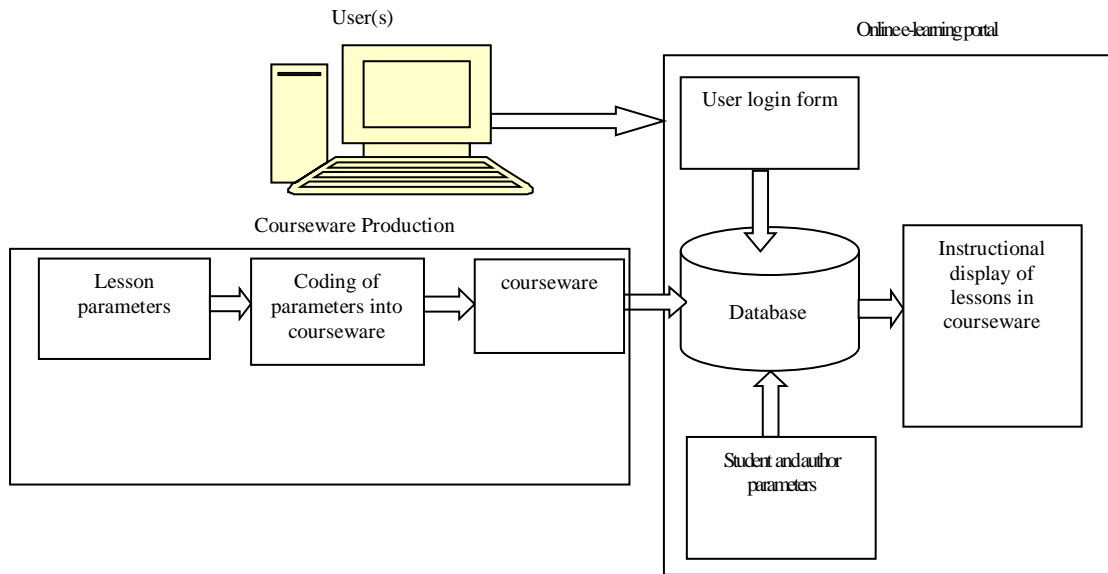 User(s)
Online e-learning portal
User login form
Courseware Production
Lesson
parameters
Coding of
parameters into
courseware
courseware
Database
Instructional
display of
lessons in
courseware
Student and author
parameters